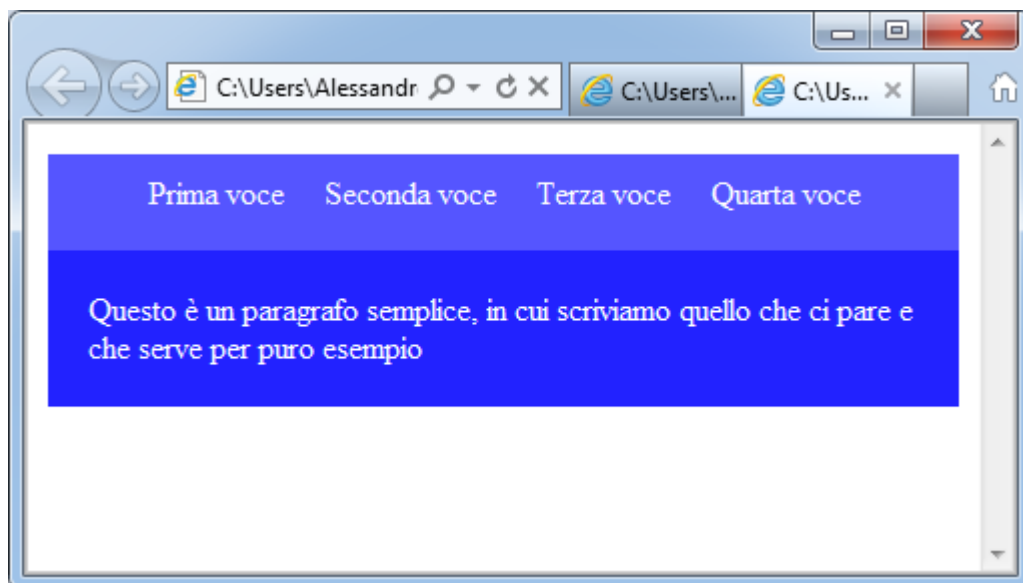 C:\Users\Alessandr
C:\Users\...
C:\Us...
Prima voce Seconda voce Terza voce Quarta voce
Questo è un paragrafo semplice, in cui scriviamo quello che ci pare e
che serve per puro esempio